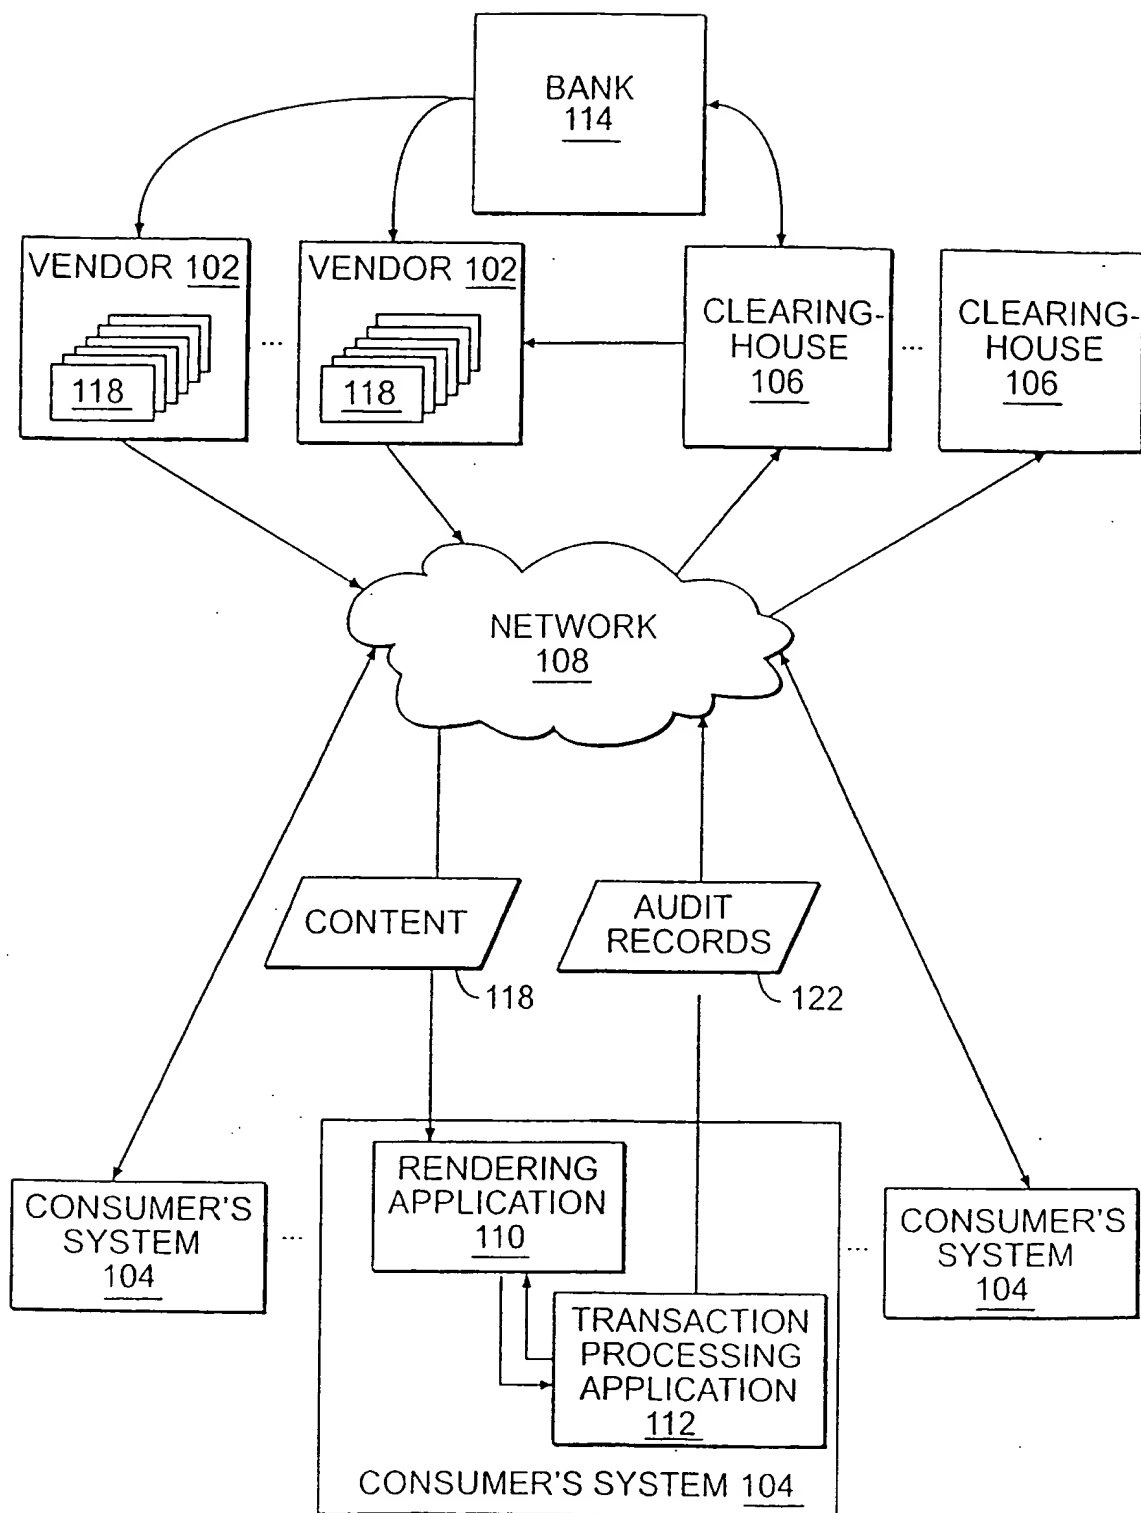 BANK
114
VENDOR 102
118
...
VENDOR 102
118
CLEARING-
HOUSE
106
...
CLEARING-
HOUSE
106
NETWORK
108
CONTENT
118
AUDIT
RECORDS
122
CONSUMER'S
SYSTEM
104
...
RENDERING
APPLICATION
110
TRANSACTION
PROCESSING
APPLICATION
112
CONSUMER'S SYSTEM 104
...
CONSUMER'S
SYSTEM
104